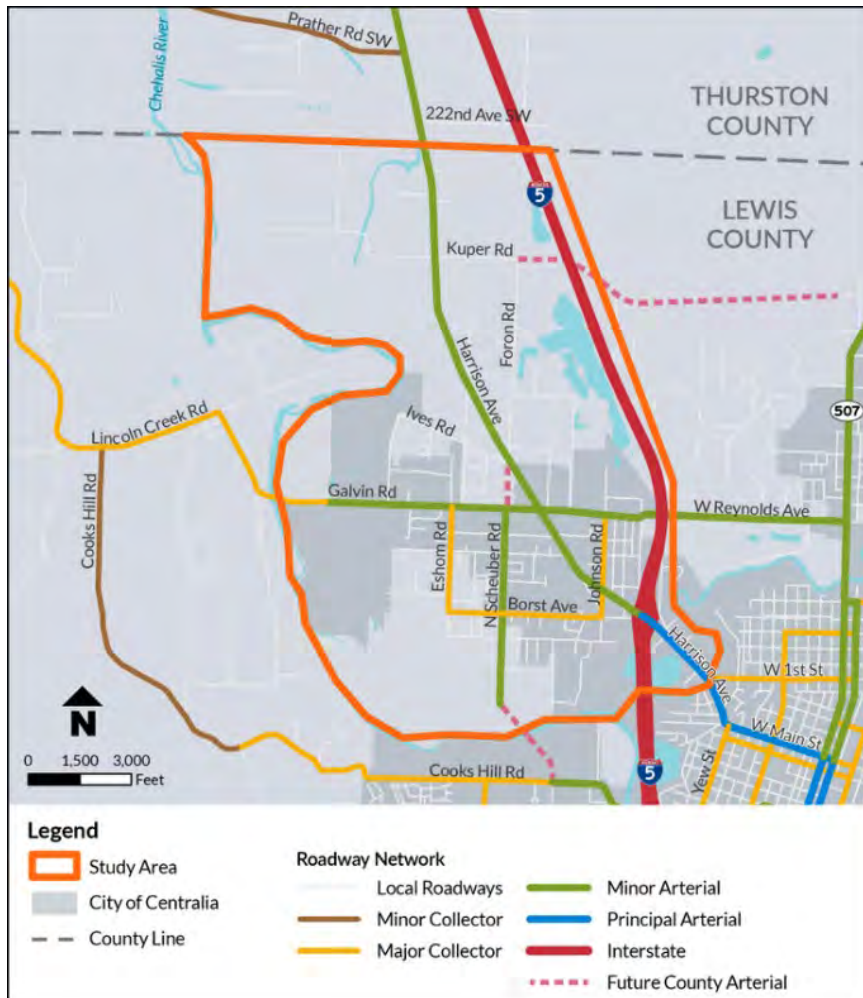 Prather Rd SW
Chehalis River
222nd Ave SW
THURSTON
COUNTY
INTERSTATE
5
LEWIS
COUNTY
Kuper Rd
Foron Rd
Harrison Ave
507
Ives Rd
Lincoln Creek Rd
Galvin Rd
W Reynolds Ave
Cooks Hill Rd
Eshom Rd
N Scheuber Rd
Johnson Rd
Borst Ave
Harrison Ave
W 1st St
N
W Main St
Yew St
0 1,500 3,000
Feet
Cooks Hill Rd
5
Legend
Study Area
City of Centralia
County Line
Roadway Network
Local Roadways
Minor Collector
Major Collector
Minor Arterial
Principal Arterial
Interstate
Future County Arterial